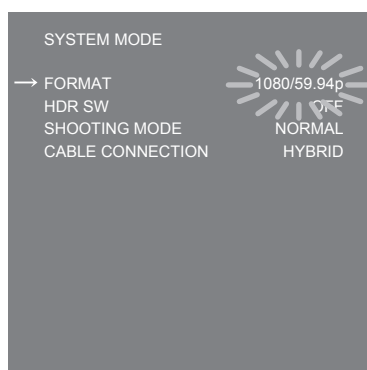 SYSTEM MODE
→ FORMAT 1080/59.94p
HDR SW OFF
SHOOTING MODE NORMAL
CABLE CONNECTION HYBRID